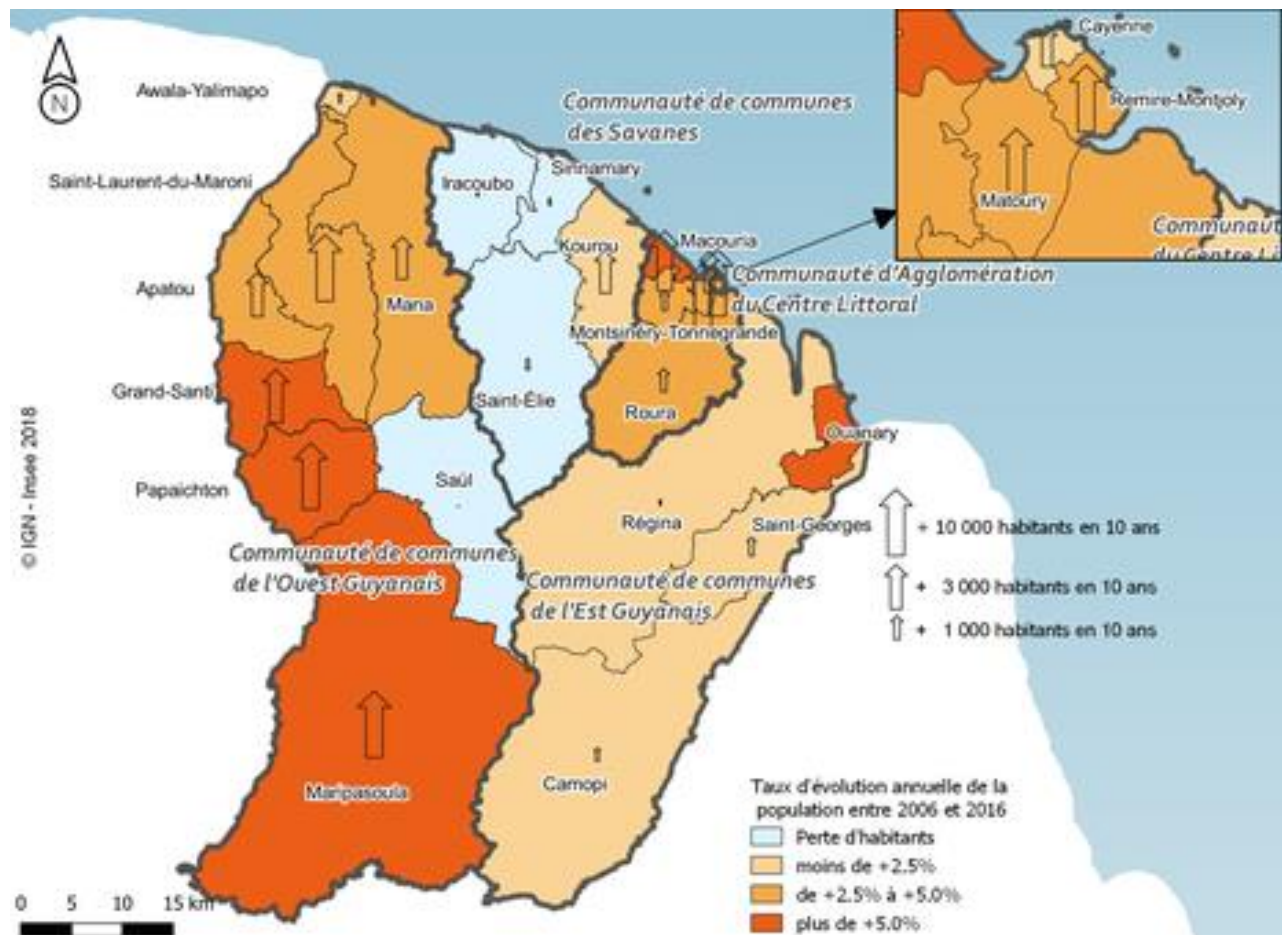 N
Awala-Yalimapo
Communauté de communes
des Savanes
Cayenne
Remire-Montjoly
Matoury
Communaut
du Centre Li
Saint-Laurent-du-Maroni
Iracoubo
Sinnamary
Kourou
Macouria
Communauté d'Agglomération
du Centre Littoral
Apatou
Mana
Montsinéry-Tonnegrande
Grand-Santi
Saint-Élie
Roura
Ouanary
Papaichton
Saül
Régina
Saint-Georges
Communauté de communes
de l'Ouest Guyanais
Communauté de communes
de l'Est Guyanais
+ 10 000 habitants en 10 ans
+ 3 000 habitants en 10 ans
+ 1 000 habitants en 10 ans
Maripasoula
Camopi
© IGN - Insee 2018
Taux d'évolution annuelle de la
population entre 2006 et 2016
Perte d'habitants
moins de +2.5%
de +2.5% à +5.0%
plus de +5.0%
0 5 10 15 km